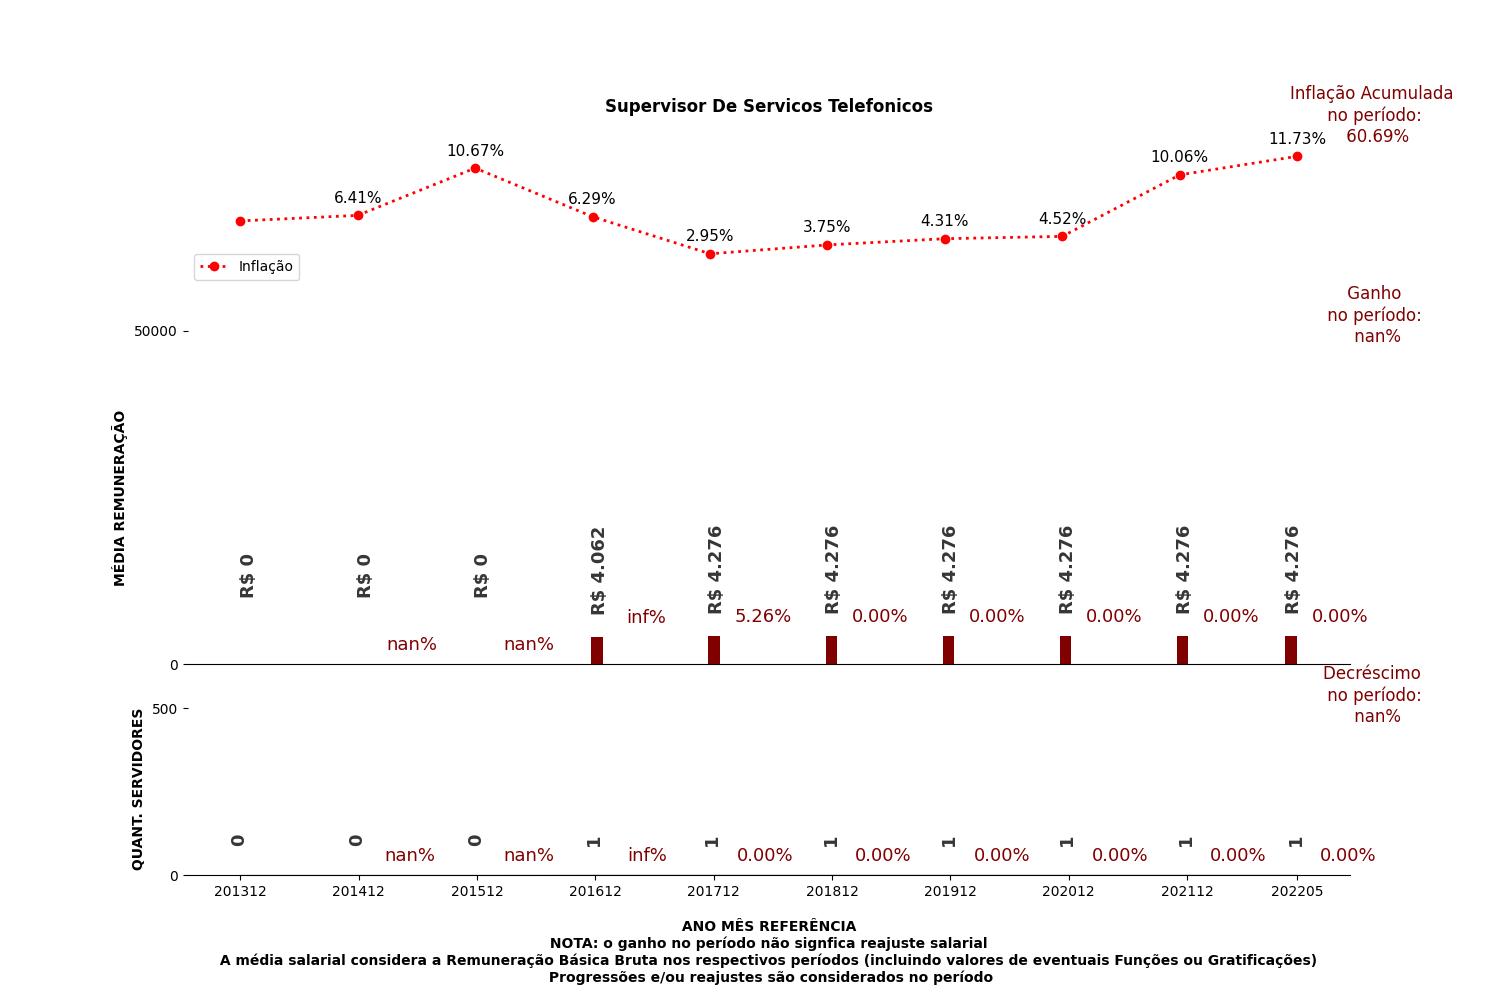 Supervisor De Servicos Telefonicos
Inflação Acumulada
no período:
60.69%
6.41%
10.67%
6.29%
2.95%
3.75%
4.31%
4.52%
10.06%
11.73%
Inflação
Ganho
no período:
nan%
MÉDIA REMUNERAÇÃO
50000
0
R$ 0
R$ 0
R$ 0
R$ 4.062
R$ 4.276
R$ 4.276
R$ 4.276
R$ 4.276
R$ 4.276
R$ 4.276
nan%
nan%
inf%
5.26%
0.00%
0.00%
0.00%
0.00%
0.00%
Decréscimo
no período:
nan%
QUANT. SERVIDORES
500
0
0
0
0
1
1
1
1
1
1
1
nan%
nan%
inf%
0.00%
0.00%
0.00%
0.00%
0.00%
0.00%
201312
201412
201512
201612
201712
201812
201912
202012
202112
202205
ANO MÊS REFERÊNCIA
NOTA: o ganho no período não signfica reajuste salarial
A média salarial considera a Remuneração Básica Bruta nos respectivos períodos (incluindo valores de eventuais Funções ou Gratificações)
Progressões e/ou reajustes são considerados no período